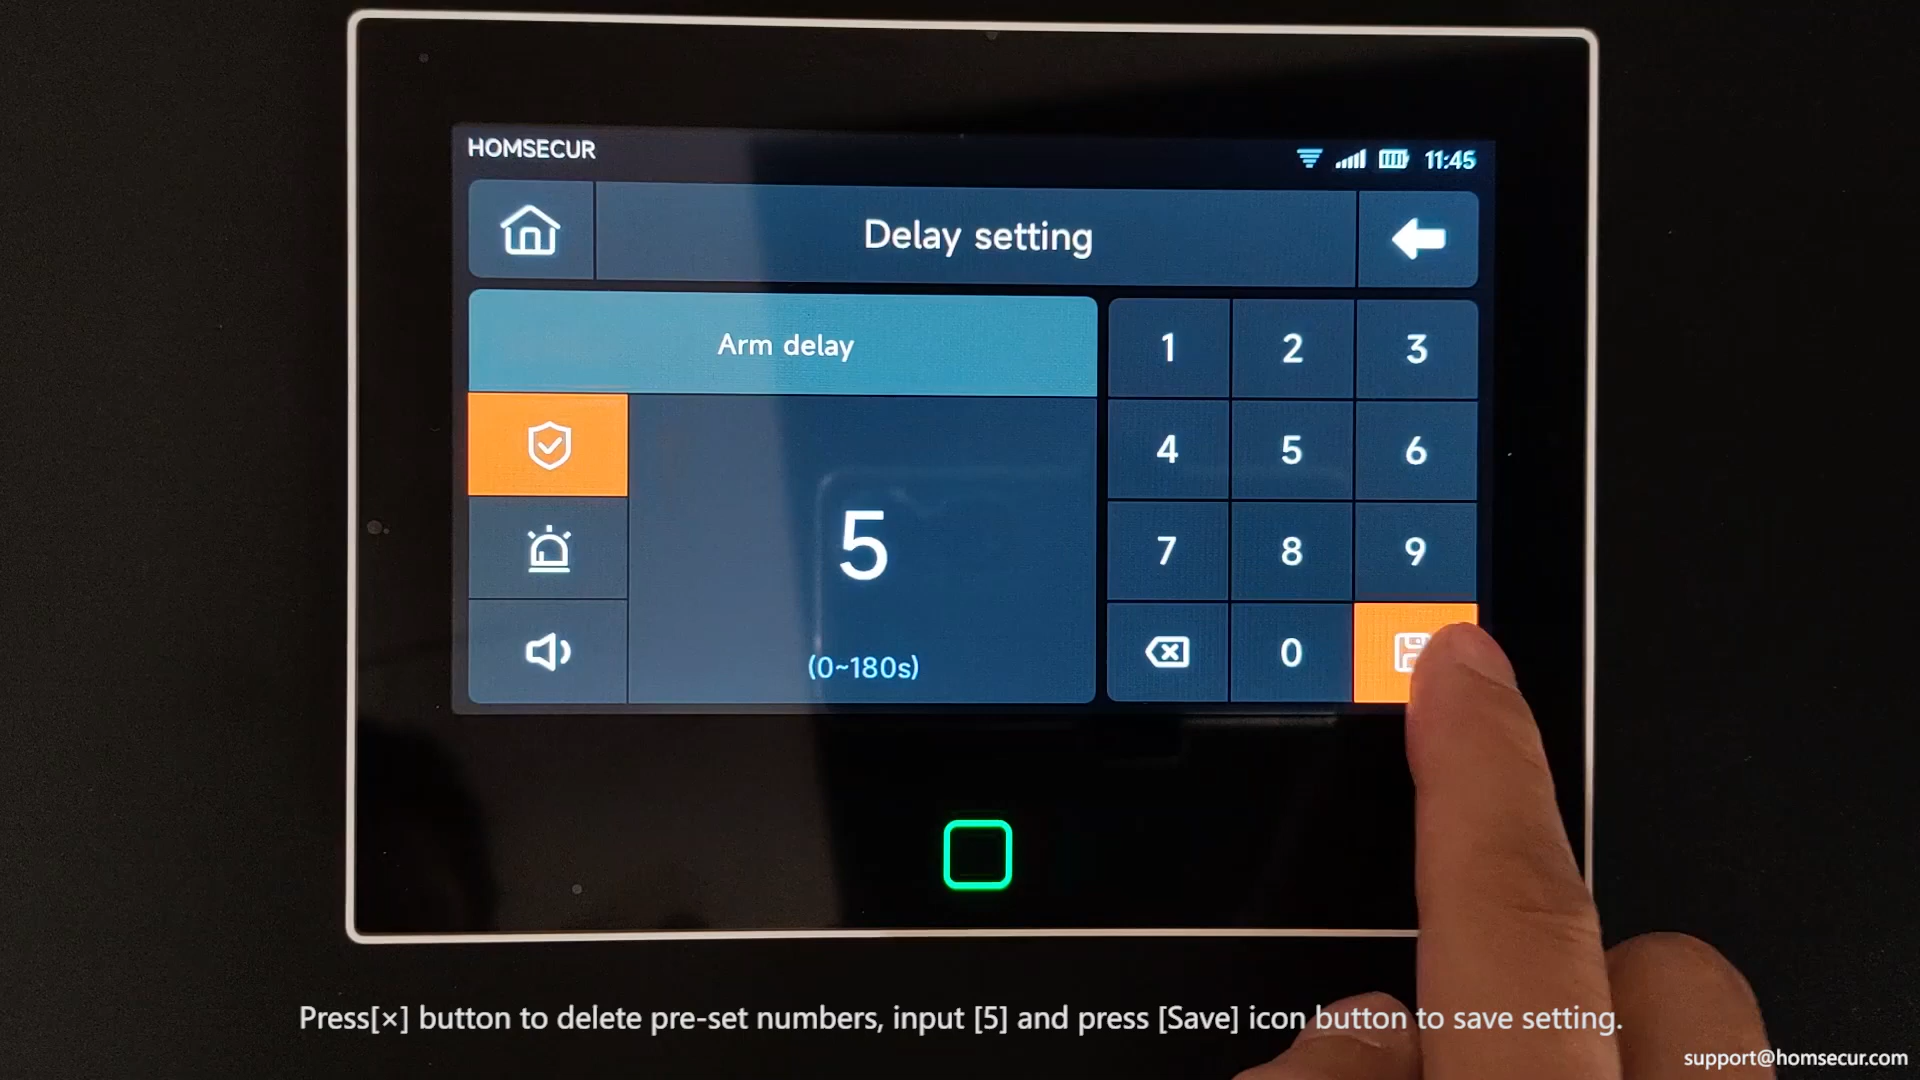 HOMSECUR
11:45
Delay setting
Arm delay
5
(0~180s)
1 2 3
4 5 6
7 8 9
0
Press[×] button to delete pre-set numbers, input [5] and press [Save] icon button to save setting.
support@homsecur.com